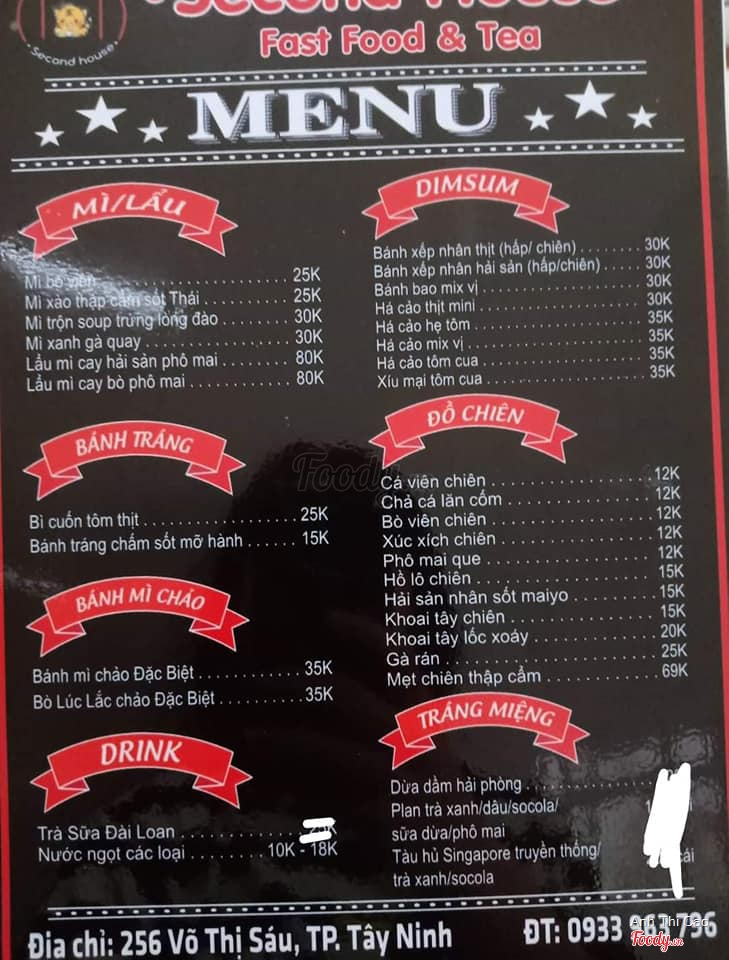 Second house
Fast Food & Tea
MENU
MÌ/LẨU
Mì bò viên 25K
Mì xào thập cẩm sốt Thái 25K
Mì trộn soup trứng lòng đào 30K
Mì xanh gà quay 30K
Lẩu mì cay hải sản phô mai 80K
Lẩu mì cay bò phô mai 80K
BÁNH TRÁNG
Bì cuốn tôm thịt 25K
Bánh tráng chấm sốt mỡ hành 15K
BÁNH MÌ CHẢO
Bánh mì chảo Đặc Biệt 35K
Bò Lúc Lắc chảo Đặc Biệt 35K
DRINK
Trà Sữa Đài Loan
Nước ngọt các loại 10K - 18K
DIMSUM
Bánh xếp nhân thịt (hấp/ chiên) 30K
Bánh xếp nhân hải sản (hấp/chiên) 30K
Bánh bao mix vị 30K
Há cảo thịt mini 30K
Há cảo hẹ tôm 35K
Há cảo mix vị 35K
Há cảo tôm cua 35K
Xíu mại tôm cua 35K
ĐỒ CHIÊN
Cá viên chiên 12K
Chả cá lăn cốm 12K
Bò viên chiên 12K
Xúc xích chiên 12K
Phô mai que 12K
Hồ lô chiên 15K
Hải sản nhân sốt maiyo 15K
Khoai tây chiên 15K
Khoai tây lốc xoáy 20K
Gà rán 25K
Mẹt chiên thập cẩm 69K
TRÁNG MIỆNG
Dừa dầm hải phòng
Plan trà xanh/dâu/socola/
sữa dừa/phô mai
Tàu hủ Singapore truyền thống/ cái
trà xanh/socola
Địa chỉ: 256 Võ Thị Sáu, TP. Tây Ninh
ĐT: 0933
Foody
Foody.vn